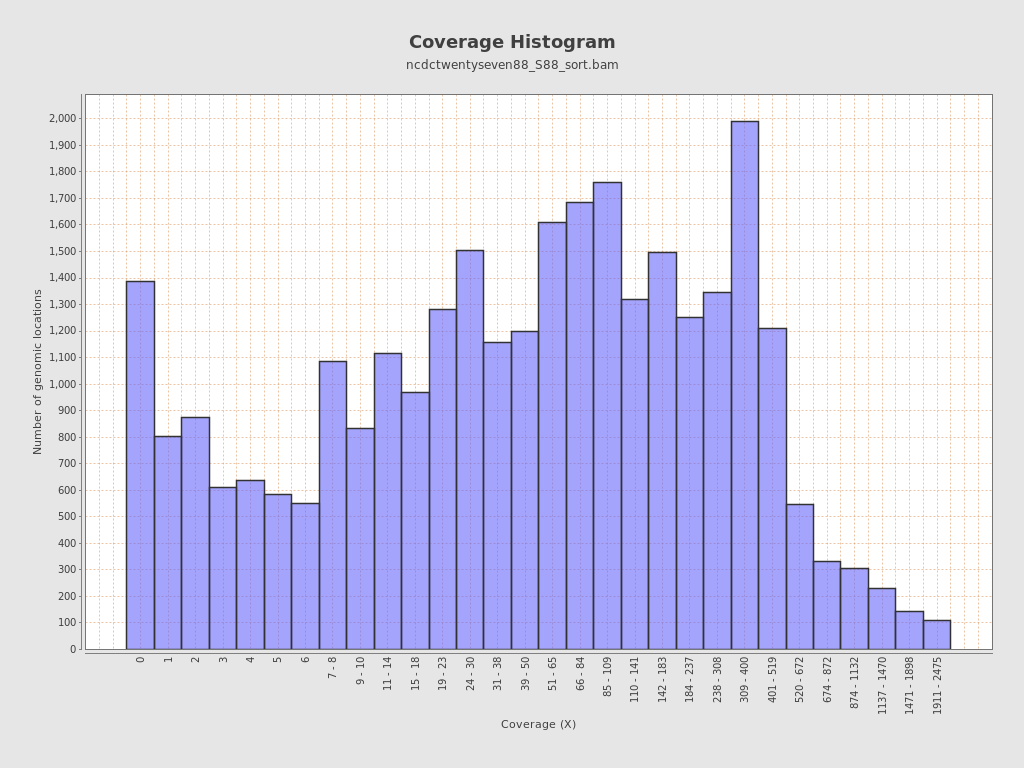 Coverage Histogram
ncdctwentyseven88_S88_sort.bam
Number of genomic locations
2,000
1,900
1,800
1,700
1,600
1,500
1,400
1,300
1,200
1,100
1,000
900
800
700
600
500
400
300
200
100
0
0
1
2
3
4
5
6
7 - 8
9 - 10
11 - 14
15 - 18
19 - 23
24 - 30
31 - 38
39 - 50
51 - 65
66 - 84
85 - 109
110 - 141
142 - 183
184 - 237
238 - 308
309 - 400
401 - 519
520 - 672
674 - 872
874 - 1132
1137 - 1470
1471 - 1898
1911 - 2475
Coverage (X)